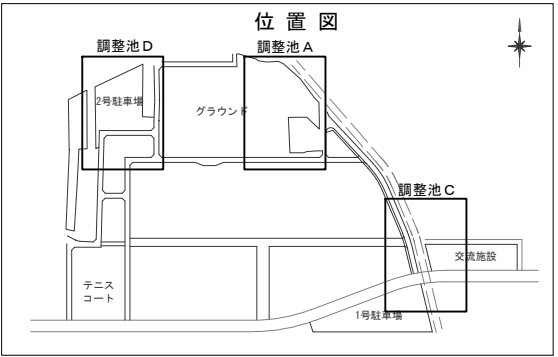 位置図
調整池D
調整池A
2号駐車場
グラウンド
調整池C
交流施設
テニス
コート
1号駐車場